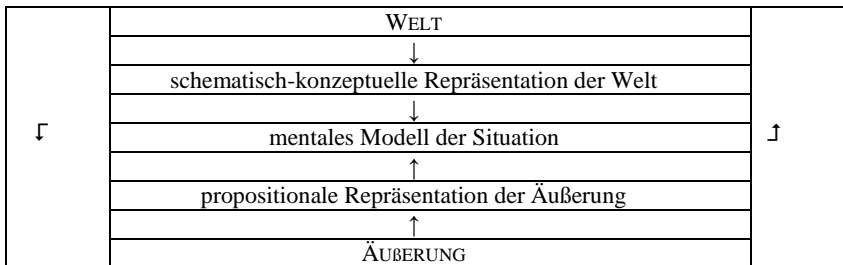 WELT
↓
schematisch-konzeptuelle Repräsentation der Welt
↓
mentales Modell der Situation
↑
propositionale Repräsentation der Äußerung
↑
ÄUßERUNG